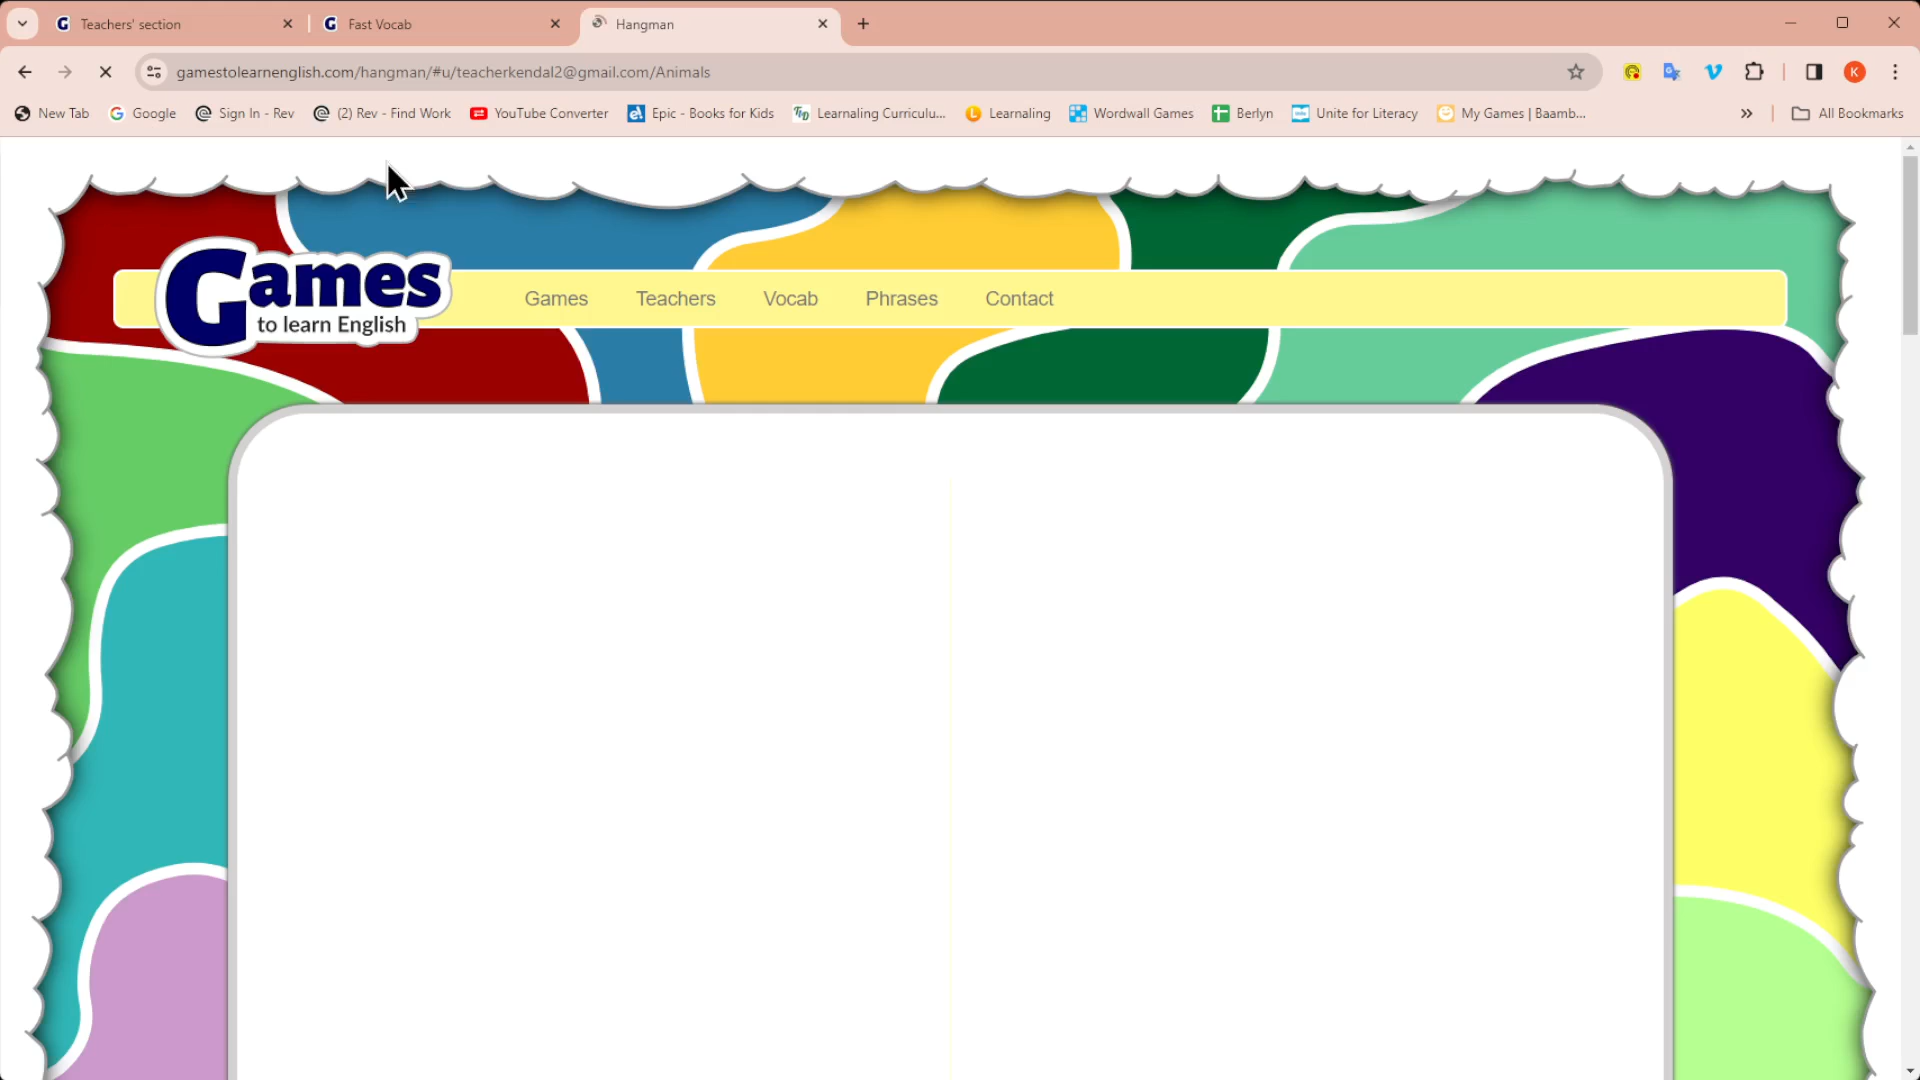 Teachers' section
Fast Vocab
Hangman
gamestolearnenglish.com/hangman/#u/teacherkendal2@gmail.com/Animals
K
New Tab
Google
Sign In - Rev
(2) Rev - Find Work
YouTube Converter
Epic - Books for Kids
Learnaling Curriculu...
Learnaling
Wordwall Games
Berlyn
Unite for Literacy
My Games | Baamb...
All Bookmarks
Games
to learn English
Games
Teachers
Vocab
Phrases
Contact